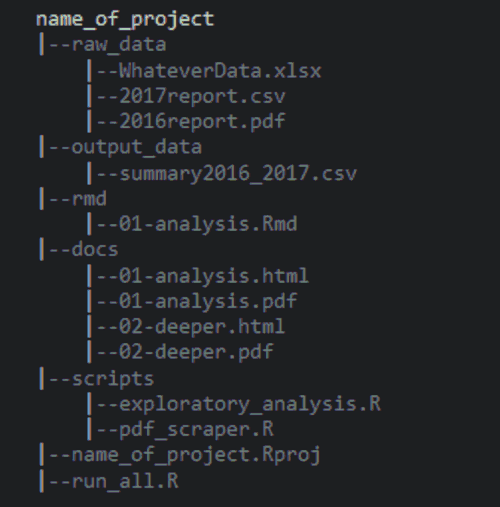 name_of_project
|--raw_data
    |--WhateverData.xlsx
    |--2017report.csv
    |--2016report.pdf
|--output_data
    |--summary2016_2017.csv
|--rmd
    |--01-analysis.Rmd
|--docs
    |--01-analysis.html
    |--01-analysis.pdf
    |--02-deeper.html
    |--02-deeper.pdf
|--scripts
    |--exploratory_analysis.R
    |--pdf_scraper.R
|--name_of_project.Rproj
|--run_all.R